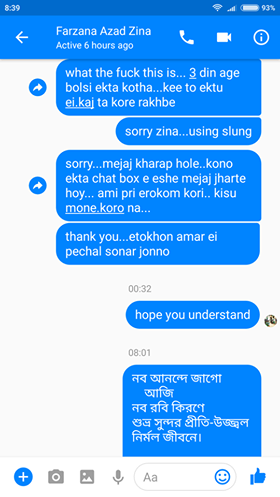 8:39
93%
Farzana Azad Zina
Active 6 hours ago
what the fuck this is... 3 din age
bolsi ekta kotha...kee to ektu
ei.kaj ta kore rakhbe
sorry zina...using slung
sorry...mejaj kharap hole..kono
ekta chat box e eshe mejaj jharte
hoy... ami pri erokom kori.. kisu
mone.koro na...
thank you...etokhon amar ei
pechal sonar jonno
00:32
hope you understand
08:01
নব আনন্দে জাগো
আজি
নব রবি কিরণে
শুভ্র সুন্দর প্রীতি-উজ্জ্বল
নির্মল জীবনে।
Aa